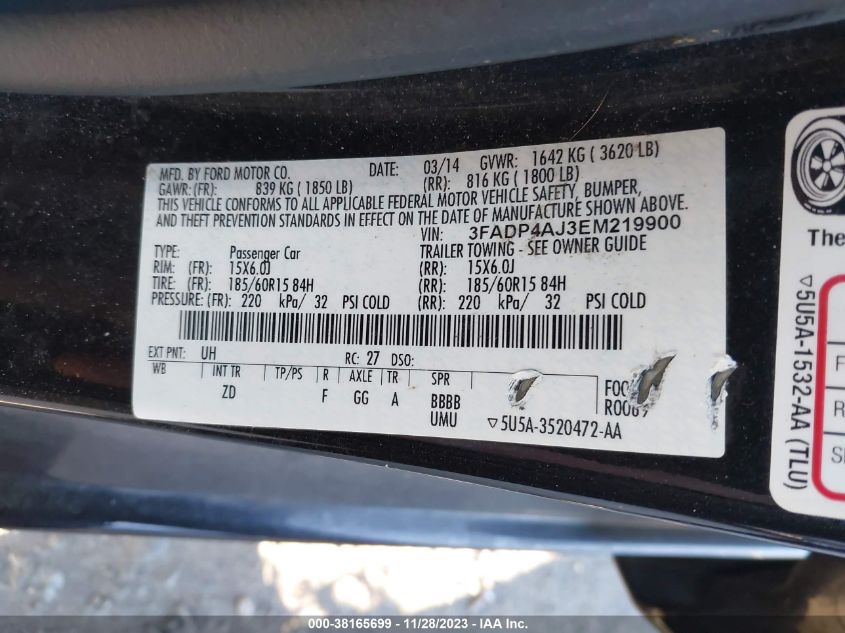 MFD. BY FORD MOTOR CO. DATE: 03/14 GVWR: 1642 KG ( 3620 LB)
GAWR: (FR): 839 KG ( 1850 LB) (RR): 816 KG ( 1800 LB)
THIS VEHICLE CONFORMS TO ALL APPLICABLE FEDERAL MOTOR VEHICLE SAFETY, BUMPER,
AND THEFT PREVENTION STANDARDS IN EFFECT ON THE DATE OF MANUFACTURE SHOWN ABOVE.
VIN: 3FADP4AJ3EM219900
TYPE: Passenger Car TRAILER TOWING - SEE OWNER GUIDE
RIM: (FR): 15X6.0J (RR): 15X6.0J
TIRE: (FR): 185/60R15 84H (RR): 185/60R15 84H
PRESSURE: (FR): 220 kPa/ 32 PSI COLD (RR): 220 kPa/ 32 PSI COLD
EXT PNT: UH RC: 27 DSO:
WB INT TR TP/PS R AXLE TR SPR
ZD F GG A BBBB
UMU
▽5U5A-3520472-AA
The
▽5U5A-1532-AA (TLU)
000-38165699 - 11/28/2023 - IAA Inc.